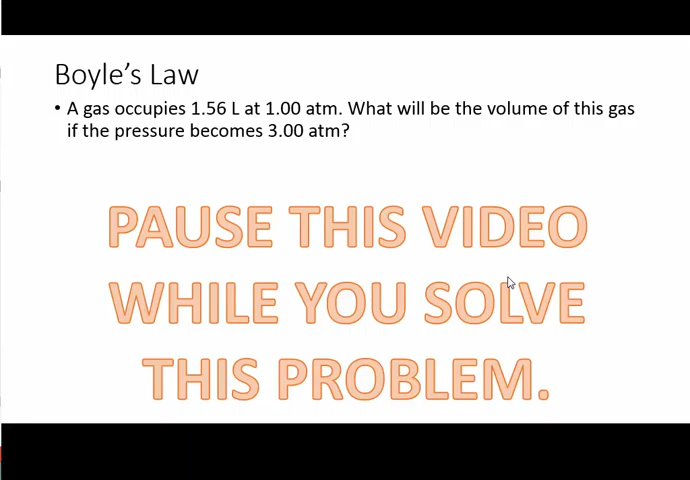 Boyle's Law
• A gas occupies 1.56 L at 1.00 atm. What will be the volume of this gas
if the pressure becomes 3.00 atm?
PAUSE THIS VIDEO
WHILE YOU SOLVE
THIS PROBLEM.